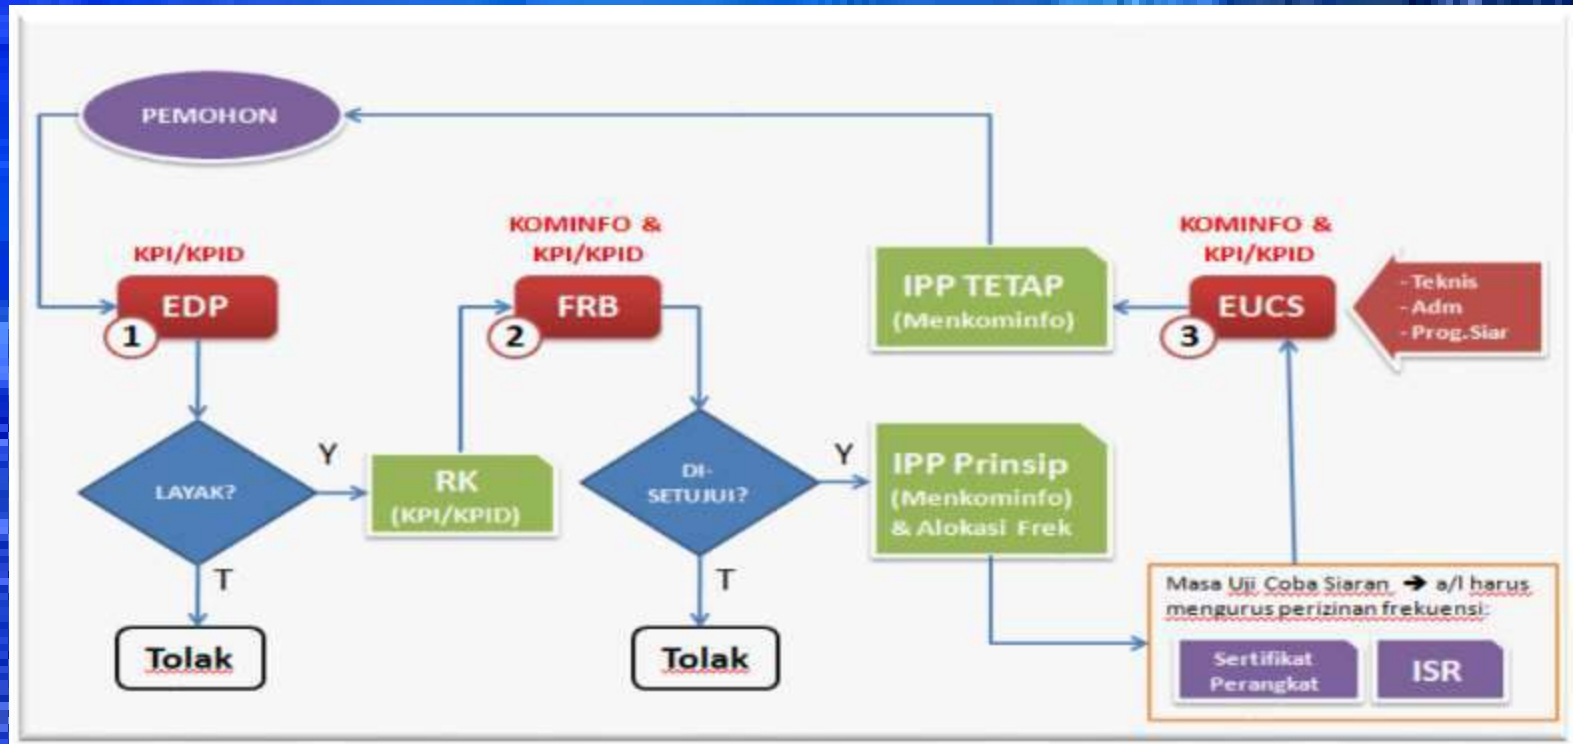 PEMOHON
KPI/KPID
EDP
1
LAYAK?
Y
T
Tolak
RK
(KPI/KPID)
KOMINFO &
KPI/KPID
FRB
2
DI-
SETUJUI?
Y
T
Tolak
IPP Prinsip
(Menkominfo)
& Alokasi Frek
Masa Uji Coba Siaran ➔ a/l harus
mengurus perizinan frekuensi:
Sertifikat
Perangkat
ISR
KOMINFO &
KPI/KPID
EUCS
3
- Teknis
- Adm
- Prog.Siar
IPP TETAP
(Menkominfo)